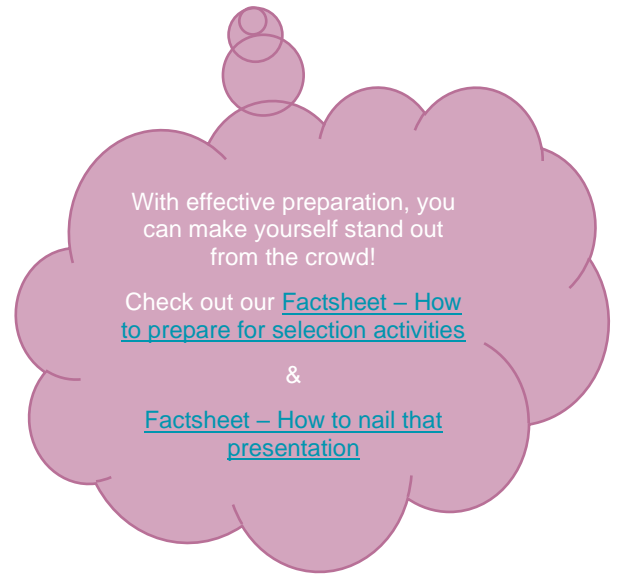 With effective preparation, you
can make yourself stand out
from the crowd!
Check out our Factsheet – How
to prepare for selection activities
&
Factsheet – How to nail that
presentation